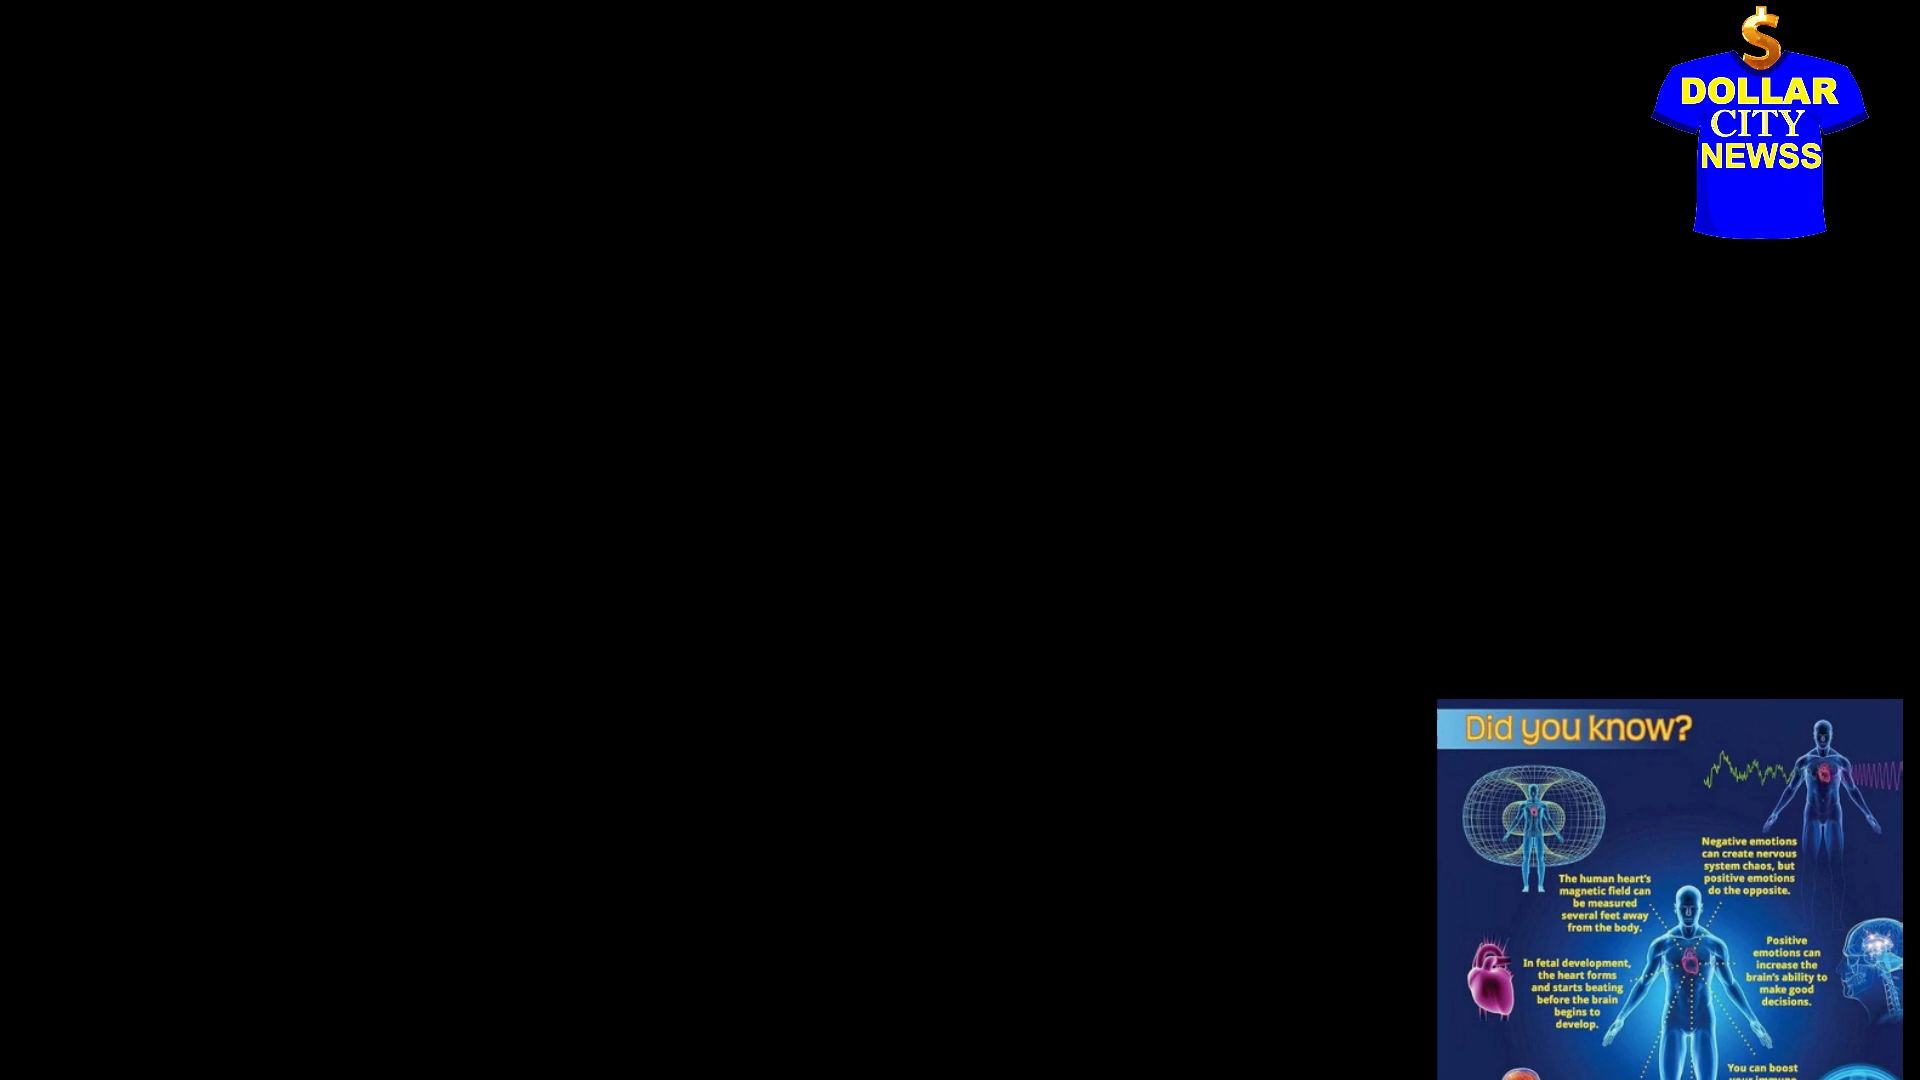 $
DOLLAR
CITY
NEWSS
Did you know?
Negative emotions
can create nervous
system chaos, but
positive emotions
do the opposite.
The human heart's
magnetic field can
be measured
several feet away
from the body.
Positive
emotions can
increase the
brain's ability to
make good
decisions.
In fetal development,
the heart forms
and starts beating
before the brain
begins to
develop.
You can boost
your immune